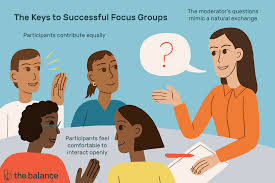 The Keys to Successful Focus Groups
Participants contribute equally
The moderator's questions
mimic a natural exchange
?
Participants feel
comfortable to
interact openly
the balance